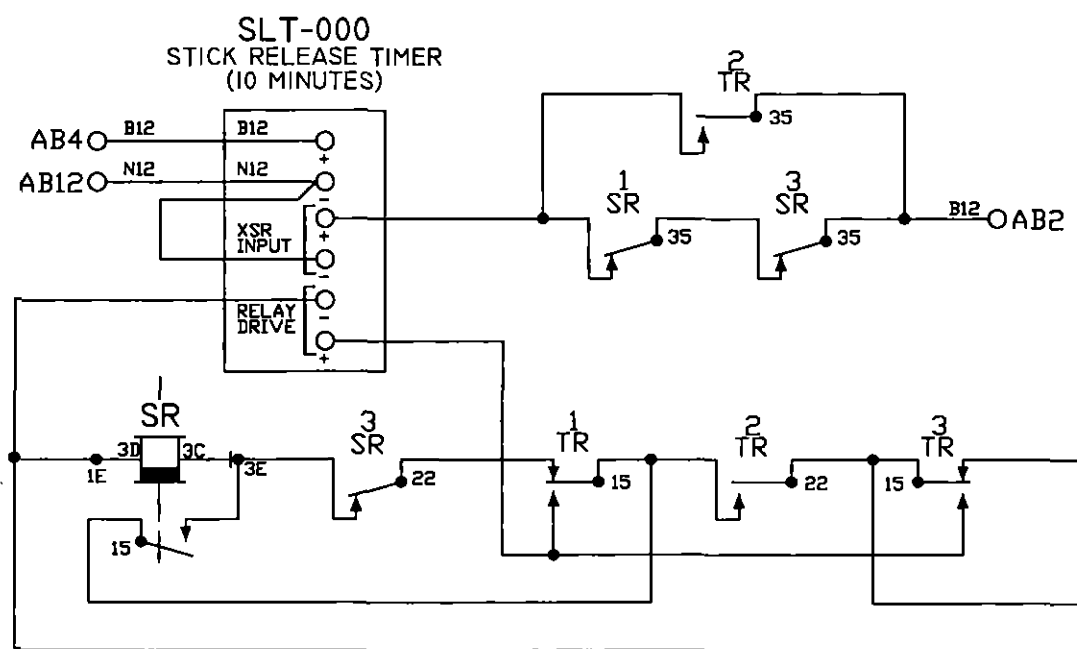 SLT-000
STICK RELEASE TIMER
(10 MINUTES)
2
TR
35
AB4
B12
B12
+
AB12
N12
N12
-
XSR
INPUT
+
-
1
SR
35
3
SR
35
B12
AB2
RELAY
DRIVE
-
+
SR
1E
3D
3C
3E
15
3
SR
22
1
TR
15
2
TR
22
3
TR
15